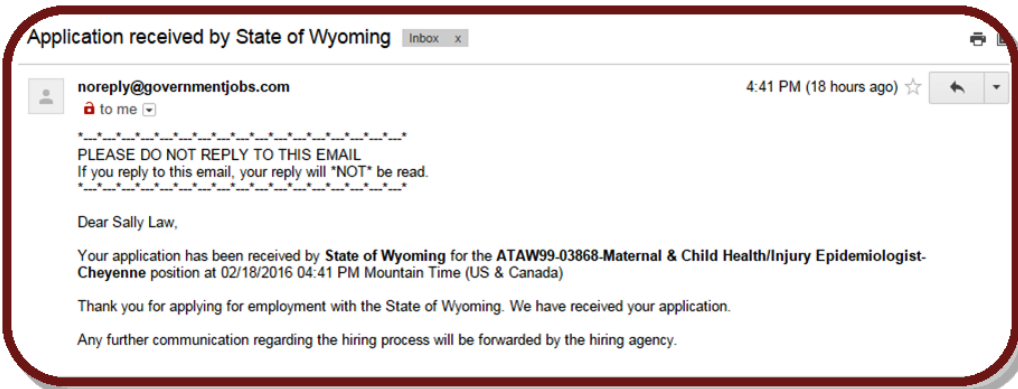 Application received by State of Wyoming Inbox x
noreply@governmentjobs.com 4:41 PM (18 hours ago)
to me
*---*---*---*---*---*---*---*---*---*---*---*---*---*---*---*---*---*
PLEASE DO NOT REPLY TO THIS EMAIL
If you reply to this email, your reply will *NOT* be read.
*---*---*---*---*---*---*---*---*---*---*---*---*---*---*---*---*---*
Dear Sally Law,
Your application has been received by State of Wyoming for the ATAW99-03868-Maternal & Child Health/Injury Epidemiologist-
Cheyenne position at 02/18/2016 04:41 PM Mountain Time (US & Canada)
Thank you for applying for employment with the State of Wyoming. We have received your application.
Any further communication regarding the hiring process will be forwarded by the hiring agency.